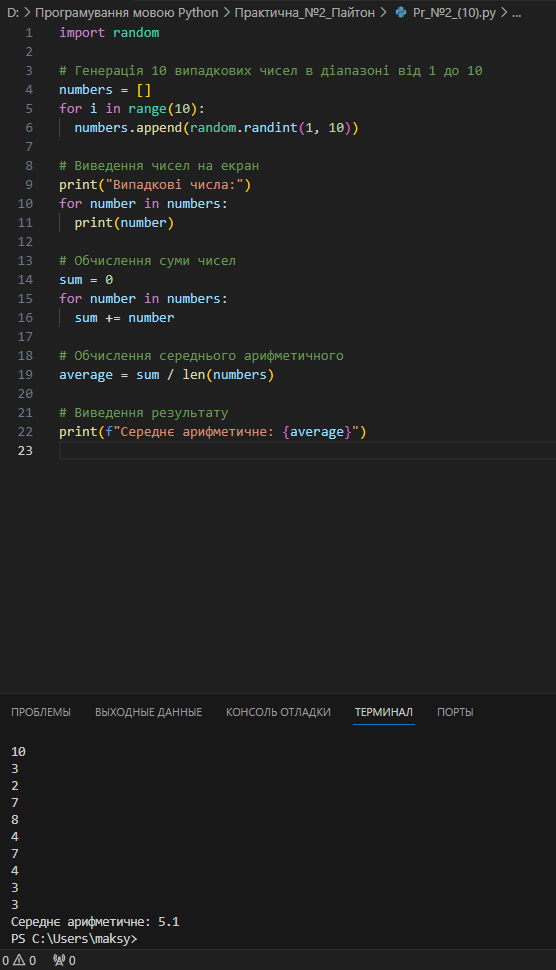 D: > Програмування мовою Python > Практична_№2_Пайтон > Pr_№2_(10).py > ...
1 import random
2
3 # Генерація 10 випадкових чисел в діапазоні від 1 до 10
4 numbers = []
5 for i in range(10):
6 numbers.append(random.randint(1, 10))
7
8 # Виведення чисел на екран
9 print("Випадкові числа:")
10 for number in numbers:
11 print(number)
12
13 # Обчислення суми чисел
14 sum = 0
15 for number in numbers:
16 sum += number
17
18 # Обчислення середнього арифметичного
19 average = sum / len(numbers)
20
21 # Виведення результату
22 print(f"Середнє арифметичне: {average}")
23
ПРОБЛЕМЫ ВЫХОДНЫЕ ДАННЫЕ КОНСОЛЬ ОТЛАДКИ ТЕРМИНАЛ ПОРТЫ
10
3
2
7
8
4
7
4
3
3
Середнє арифметичне: 5.1
PS C:\Users\maksy>
0 0 0